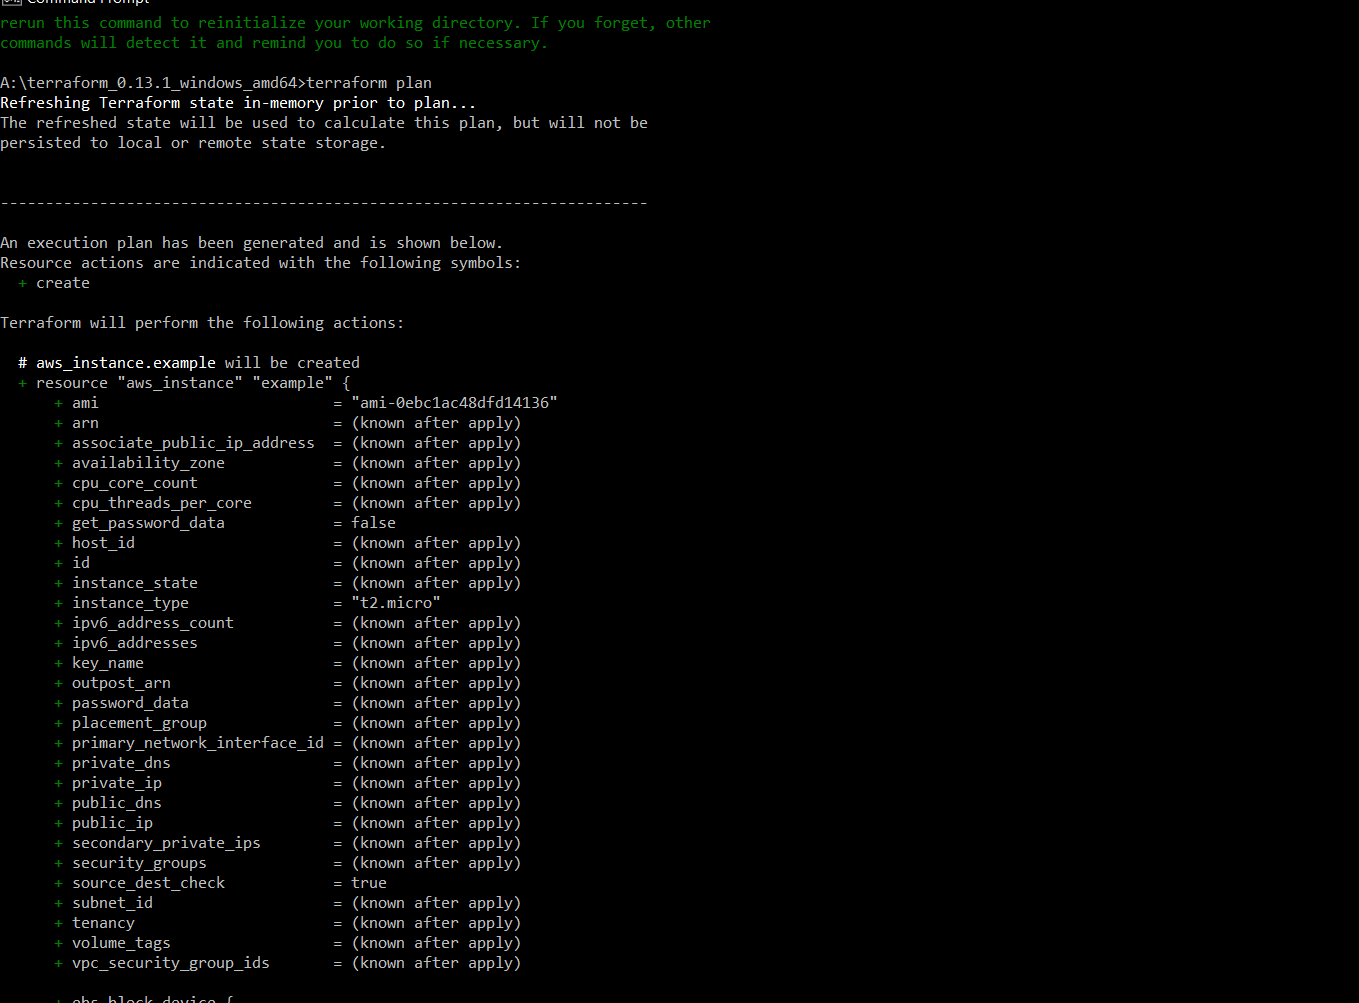 Command Prompt
rerun this command to reinitialize your working directory. If you forget, other
commands will detect it and remind you to do so if necessary.
A:\terraform_0.13.1_windows_amd64>terraform plan
Refreshing Terraform state in-memory prior to plan...
The refreshed state will be used to calculate this plan, but will not be
persisted to local or remote state storage.
------------------------------------------------------------------------
An execution plan has been generated and is shown below.
Resource actions are indicated with the following symbols:
  + create
Terraform will perform the following actions:
  # aws_instance.example will be created
  + resource "aws_instance" "example" {
      + ami                          = "ami-0ebc1ac48dfd14136"
      + arn                          = (known after apply)
      + associate_public_ip_address  = (known after apply)
      + availability_zone            = (known after apply)
      + cpu_core_count               = (known after apply)
      + cpu_threads_per_core         = (known after apply)
      + get_password_data            = false
      + host_id                      = (known after apply)
      + id                           = (known after apply)
      + instance_state               = (known after apply)
      + instance_type                = "t2.micro"
      + ipv6_address_count           = (known after apply)
      + ipv6_addresses               = (known after apply)
      + key_name                     = (known after apply)
      + outpost_arn                  = (known after apply)
      + password_data                = (known after apply)
      + placement_group              = (known after apply)
      + primary_network_interface_id = (known after apply)
      + private_dns                  = (known after apply)
      + private_ip                   = (known after apply)
      + public_dns                   = (known after apply)
      + public_ip                    = (known after apply)
      + secondary_private_ips        = (known after apply)
      + security_groups              = (known after apply)
      + source_dest_check            = true
      + subnet_id                    = (known after apply)
      + tenancy                      = (known after apply)
      + volume_tags                  = (known after apply)
      + vpc_security_group_ids       = (known after apply)
      + ebs_block_device {